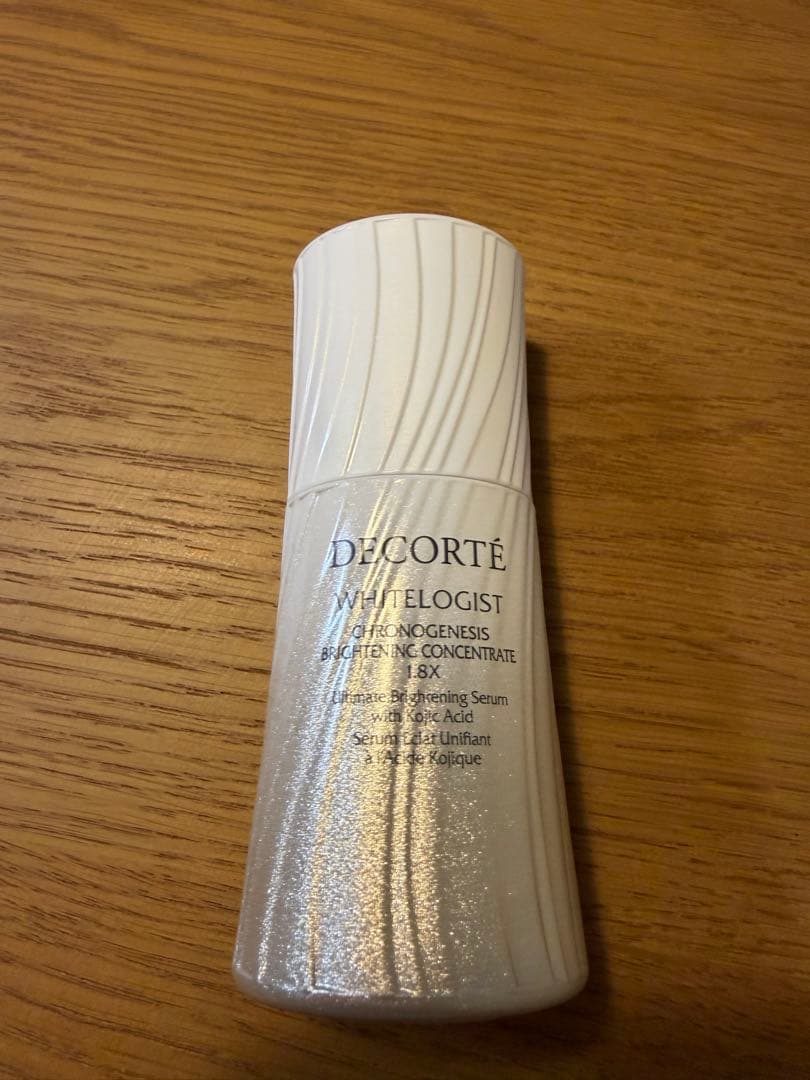 DECORTÉ
WHITELOGIST
CHRONOGENESIS
BRIGHTENING CONCENTRATE
1.8X
Ultimate Brightening Serum
with Kojic Acid
Sérum Éclat Unifiant
à l'Acide Kojique